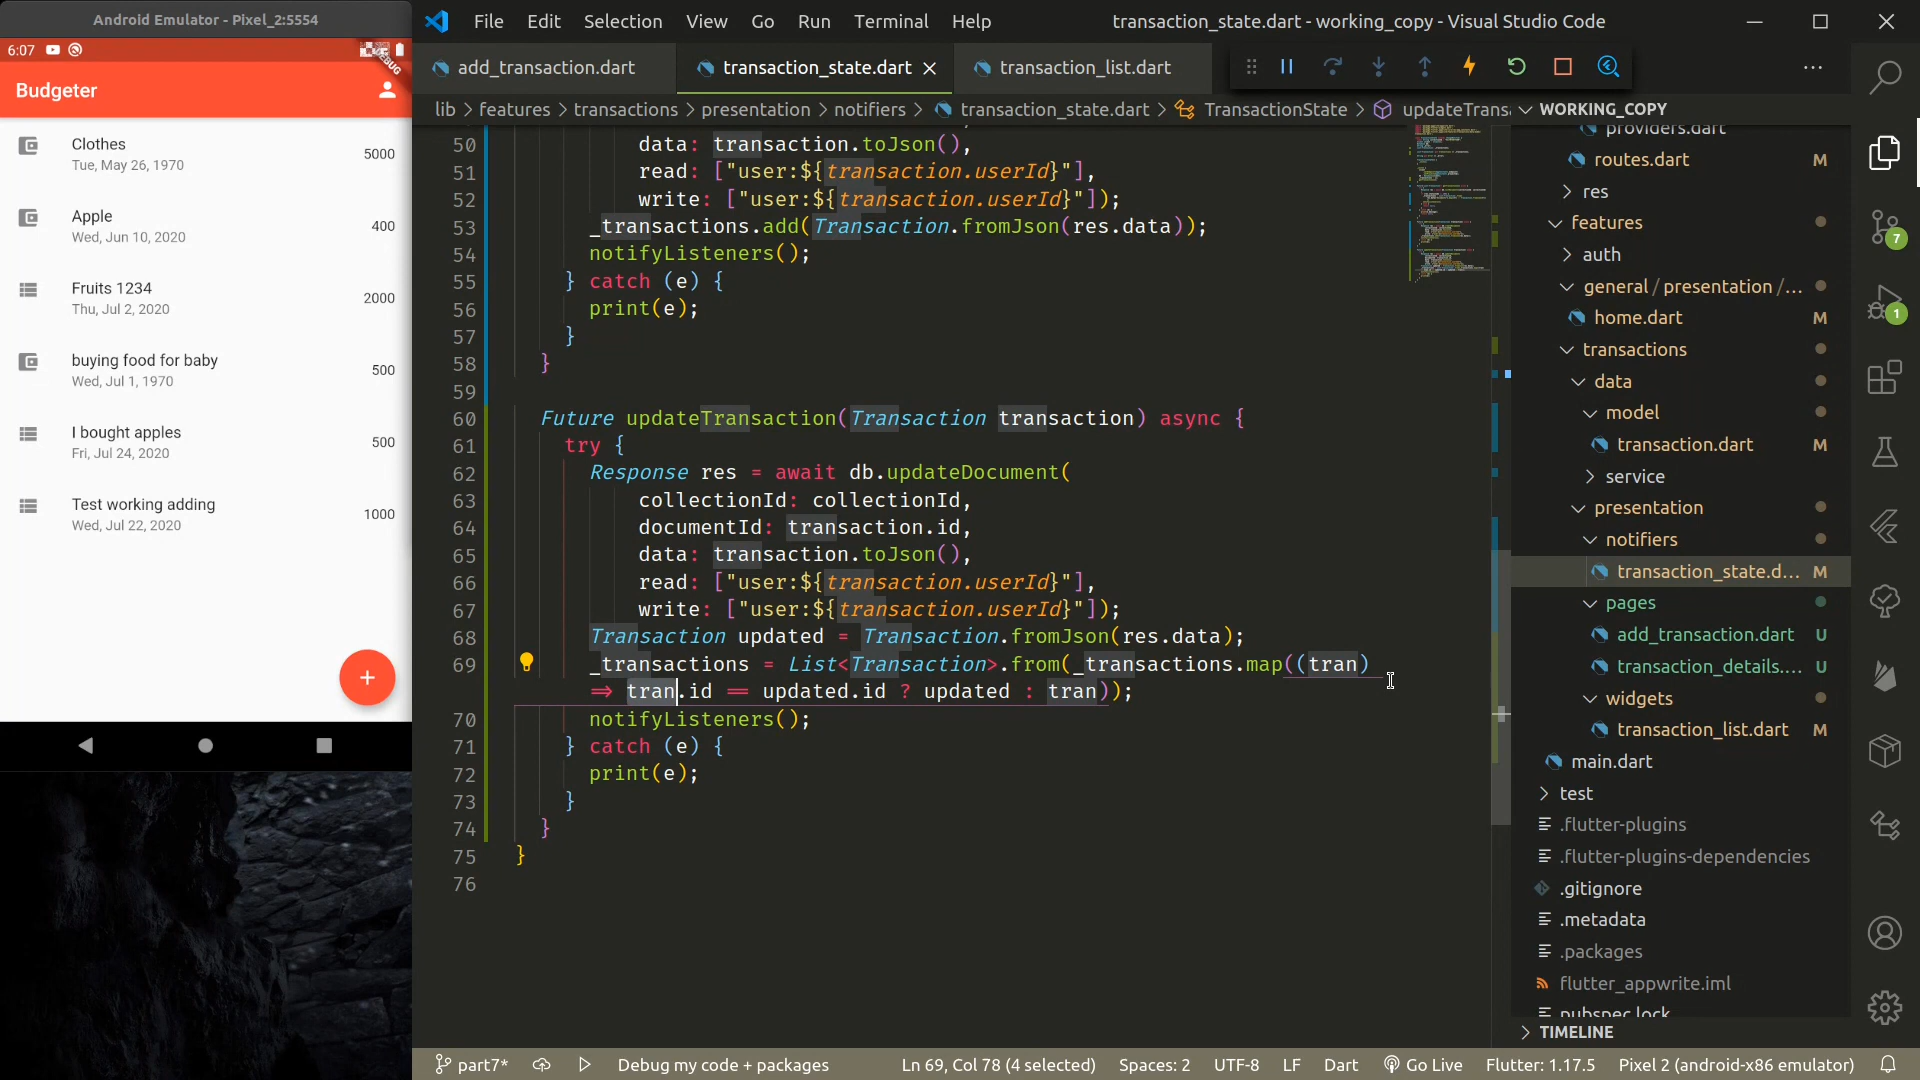 Android Emulator - Pixel_2:5554
6:07
DEBUG
Budgeter
Clothes
Tue, May 26, 1970
5000
Apple
Wed, Jun 10, 2020
400
Fruits 1234
Thu, Jul 2, 2020
2000
buying food for baby
Wed, Jul 1, 1970
500
I bought apples
Fri, Jul 24, 2020
500
Test working adding
Wed, Jul 22, 2020
1000
+
File Edit Selection View Go Run Terminal Help
transaction_state.dart - working_copy - Visual Studio Code
add_transaction.dart
transaction_state.dart
transaction_list.dart
lib > features > transactions > presentation > notifiers > transaction_state.dart > TransactionState > updateTrans
50 data: transaction.toJson(),
51 read: ["user:${transaction.userId}"],
52 write: ["user:${transaction.userId}"]);
53 _transactions.add(Transaction.fromJson(res.data));
54 notifyListeners();
55 } catch (e) {
56 print(e);
57 }
58 }
59
60 Future updateTransaction(Transaction transaction) async {
61 try {
62 Response res = await db.updateDocument(
63 collectionId: collectionId,
64 documentId: transaction.id,
65 data: transaction.toJson(),
66 read: ["user:${transaction.userId}"],
67 write: ["user:${transaction.userId}"]);
68 Transaction updated = Transaction.fromJson(res.data);
69 _transactions = List<Transaction>.from(_transactions.map((tran)
=> tran.id == updated.id ? updated : tran));
70 notifyListeners();
71 } catch (e) {
72 print(e);
73 }
74 }
75 }
76
WORKING_COPY
providers.dart
routes.dart M
res
features
auth
general / presentation / ...
home.dart M
transactions
data
model
transaction.dart M
service
presentation
notifiers
transaction_state.d... M
pages
add_transaction.dart U
transaction_details.... U
widgets
transaction_list.dart M
main.dart
test
.flutter-plugins
.flutter-plugins-dependencies
.gitignore
.metadata
.packages
flutter_appwrite.iml
pubspec.lock
TIMELINE
7
1
part7*
Debug my code + packages
Ln 69, Col 78 (4 selected)
Spaces: 2
UTF-8
LF
Dart
Go Live
Flutter: 1.17.5
Pixel 2 (android-x86 emulator)